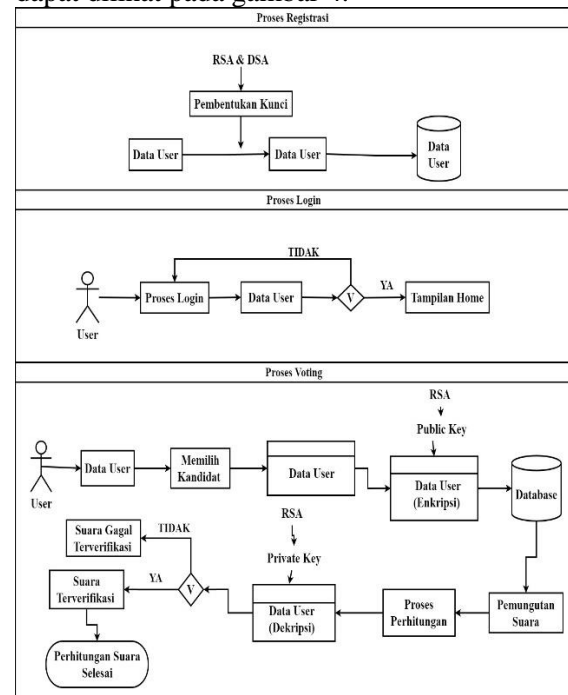 dapat dilihat pada gambar 4.
Proses Registrasi
RSA & DSA
Pembentukan Kunci
Data User
Data User
Data
User
Proses Login
TIDAK
User
Proses Login
Data User
V
YA
Tampilan Home
Proses Voting
RSA
Public Key
User
Data User
Memilih
Kandidat
Data User
Data User
(Enkripsi)
Database
Suara Gagal
Terverifikasi
TIDAK
RSA
Private Key
Suara
Terverifikasi
YA
V
Data User
(Dekripsi)
Proses
Perhitungan
Pemungutan
Suara
Perhitungan Suara
Selesai